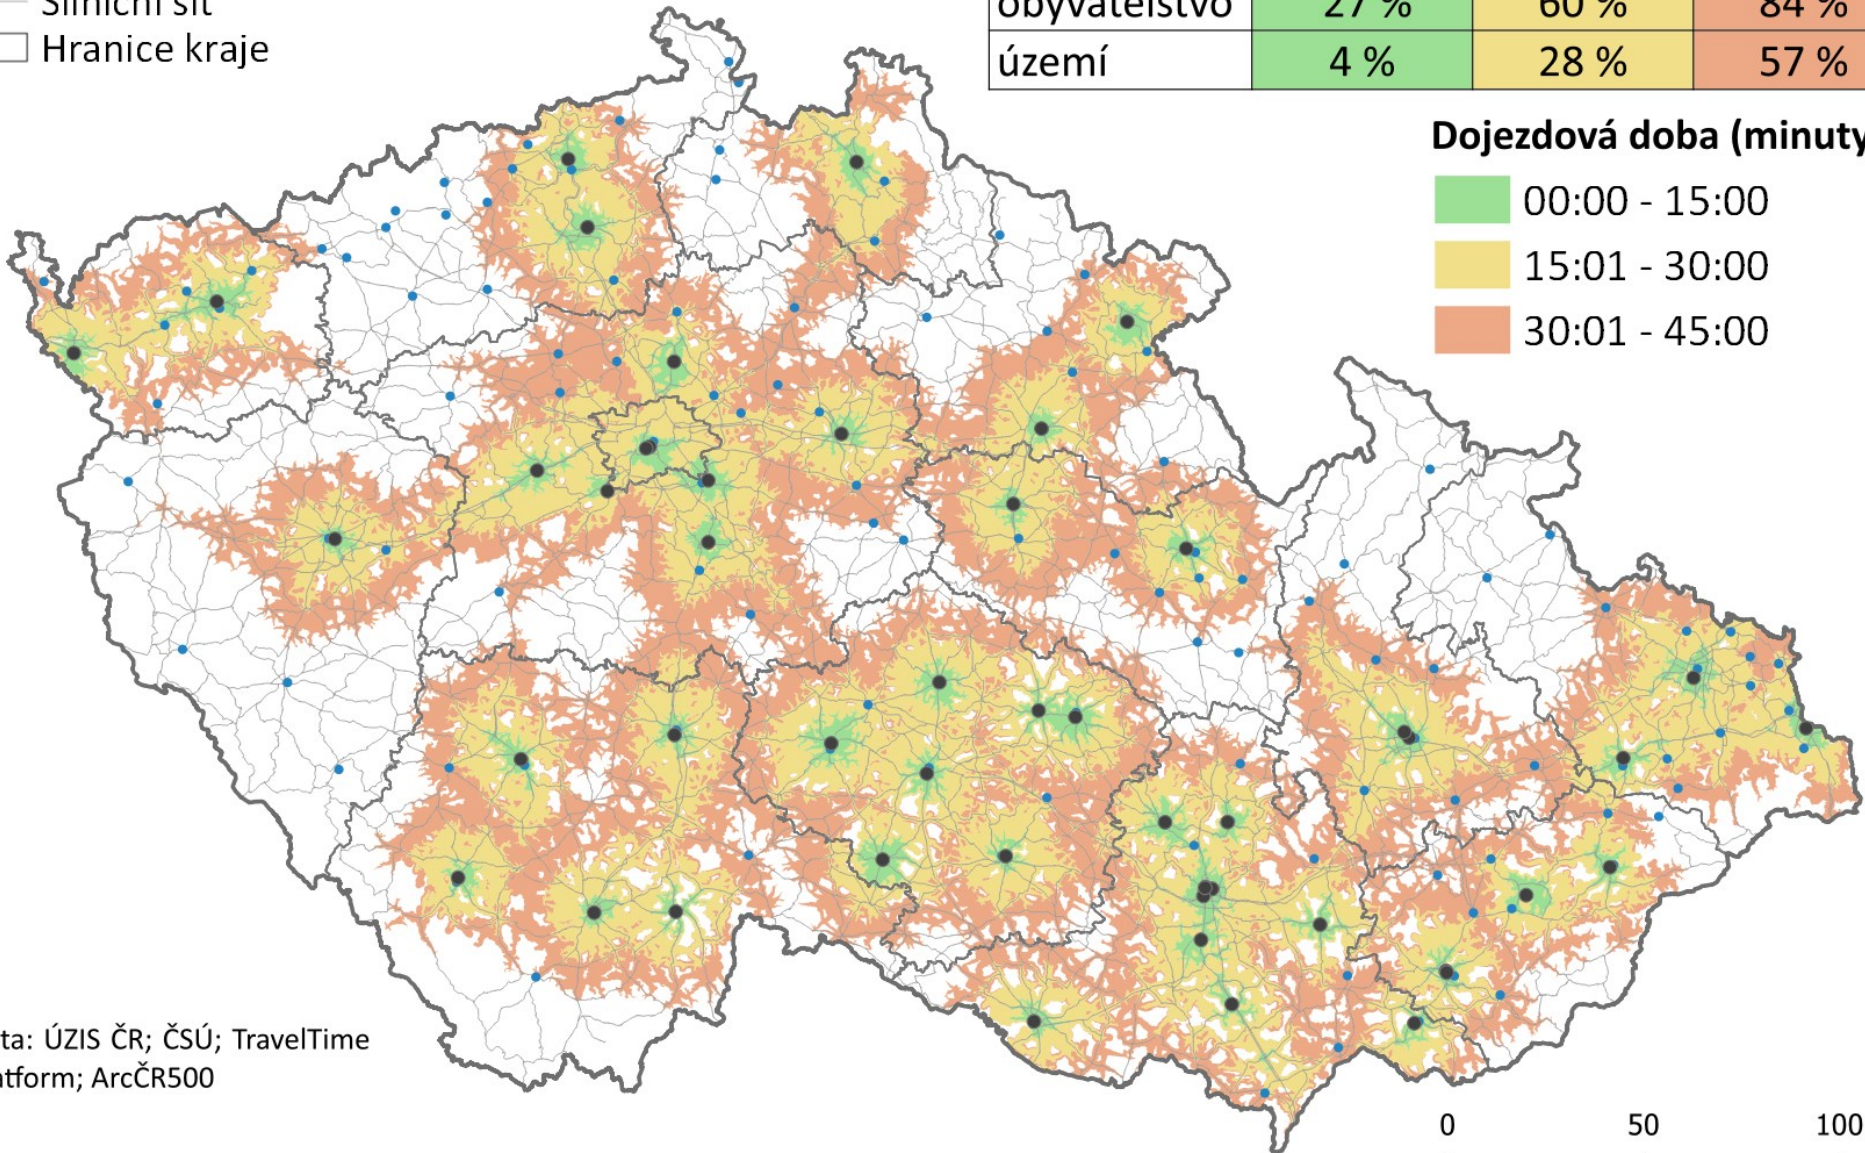 Silniční síť
Hranice kraje
obyvatelstvo 27 % 60 % 84 %
území 4 % 28 % 57 %
Dojezdová doba (minuty
00:00 - 15:00
15:01 - 30:00
30:01 - 45:00
ta: ÚZIS ČR; ČSÚ; TravelTime
atform; ArcČR500
0 50 100